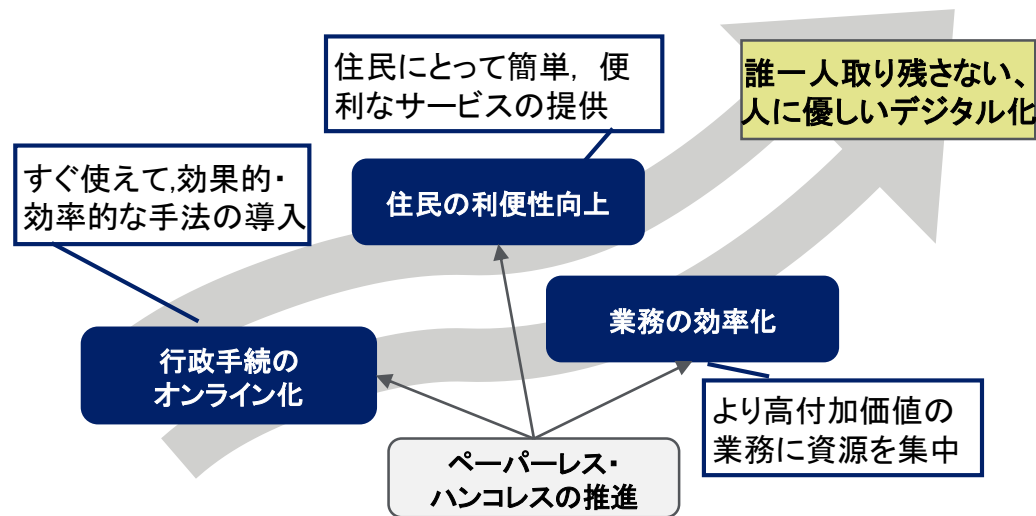 住民にとって簡単, 便
利なサービスの提供
誰一人取り残さない、
人に優しいデジタル化
すぐ使えて,効果的・
効率的な手法の導入
住民の利便性向上
業務の効率化
行政手続の
オンライン化
より高付加価値の
業務に資源を集中
ペーパーレス・
ハンコレスの推進